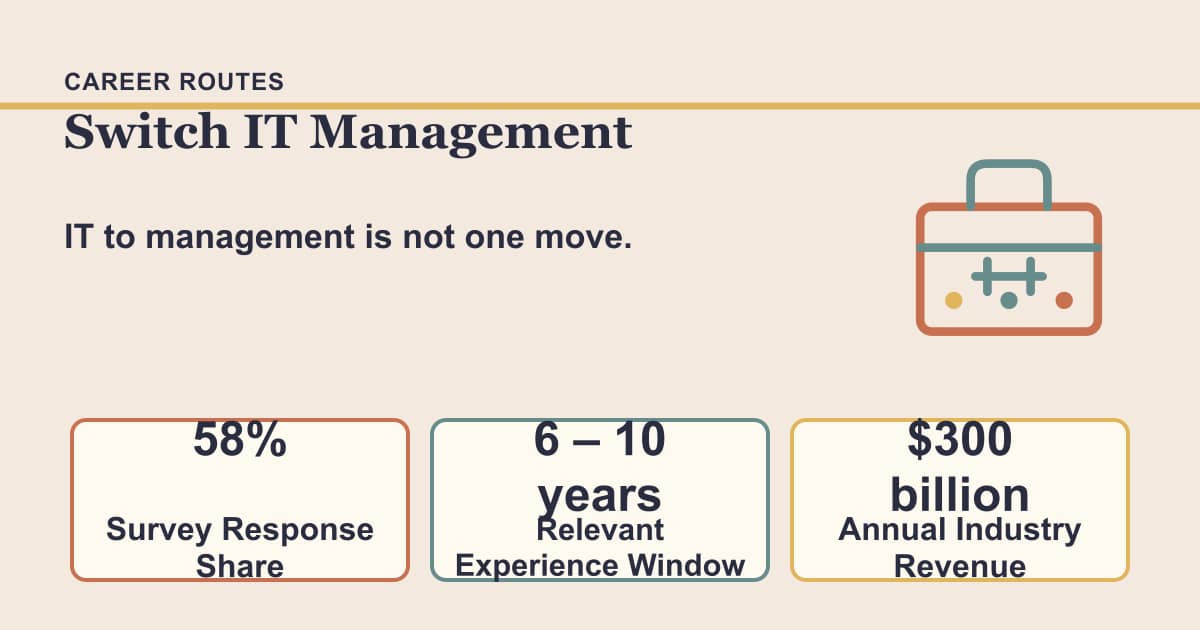 CAREER ROUTES
Switch IT Management
IT to management is not one move.
58%
Survey Response
Share
6 – 10
years
Relevant
Experience Window
$300
billion
Annual Industry
Revenue